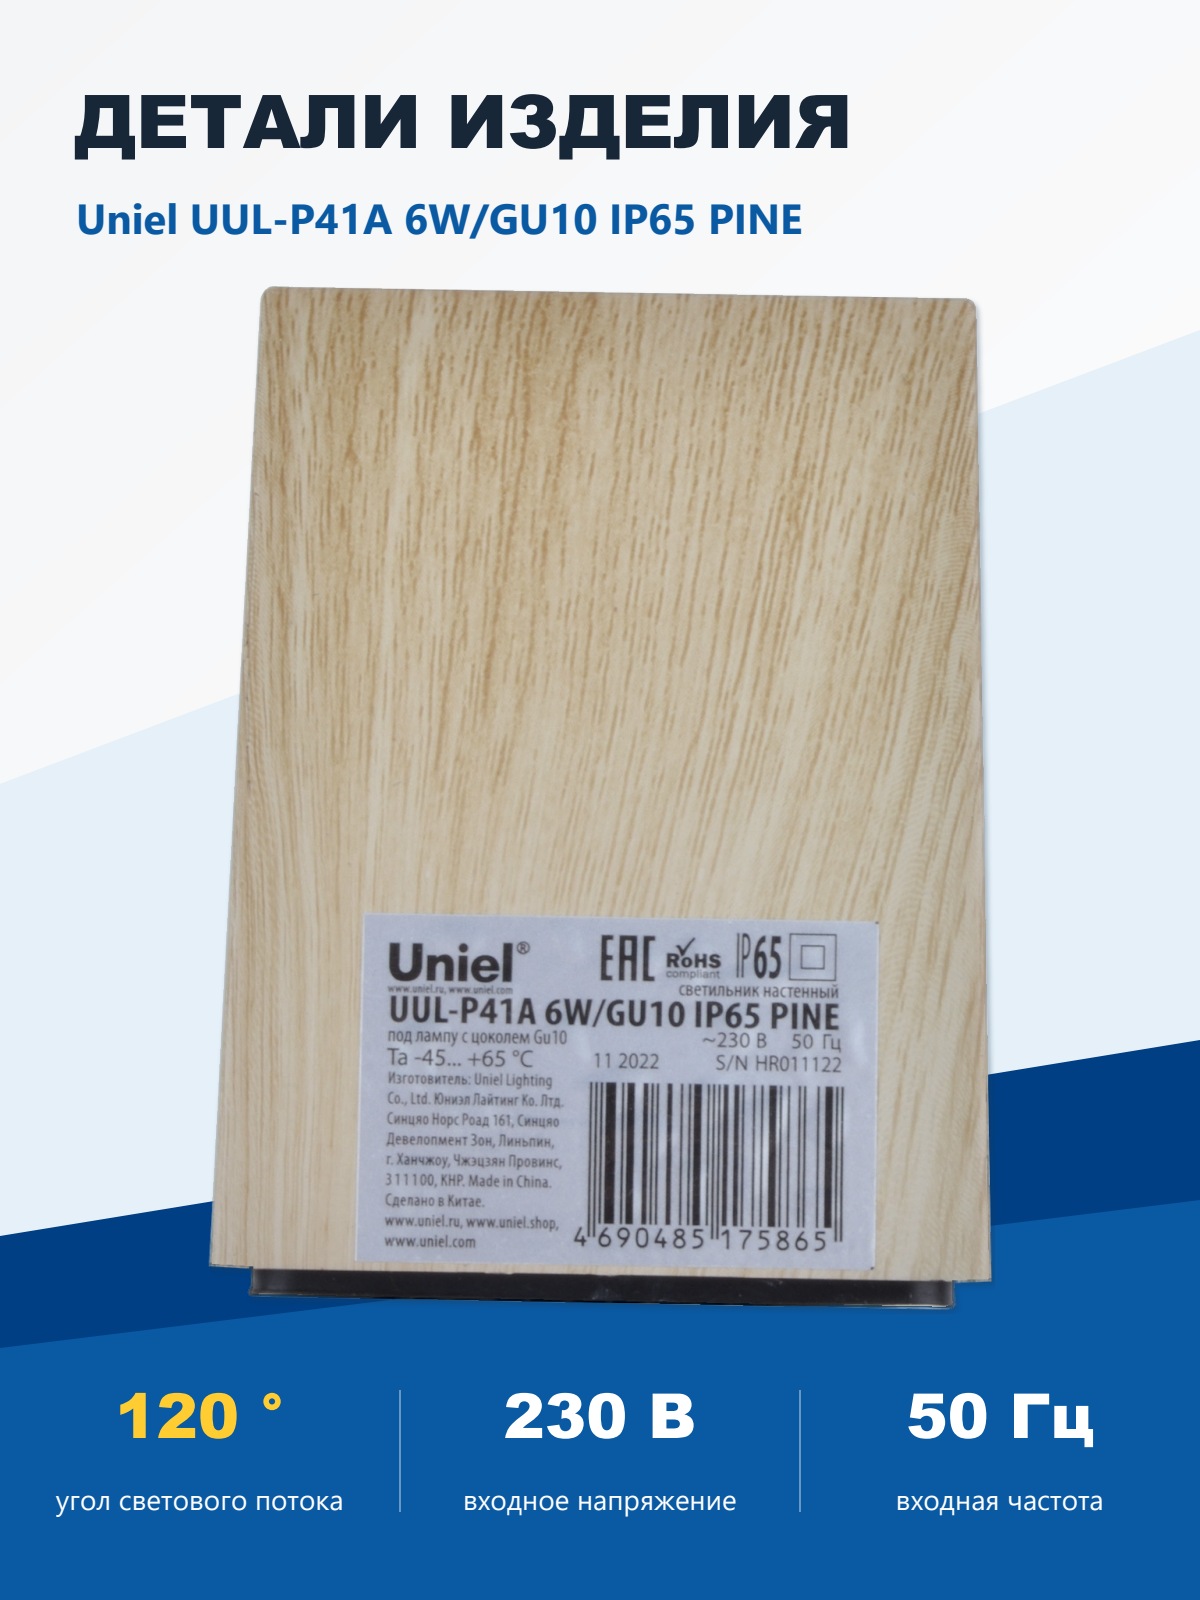 ДЕТАЛИ ИЗДЕЛИЯ
Uniel UUL-P41A 6W/GU10 IP65 PINE
Uniel®
www.uniel.ru, www.uniel.com
EAC RoHS compliant IP65
светильник настенный
UUL-P41A 6W/GU10 IP65 PINE
под лампу с цоколем Gu10
~230 В 50 Гц
Ta -45... +65 °C 11 2022 S/N HR011122
Изготовитель: Uniel Lighting
Co., Ltd. Юниэл Лайтинг Ко. Лтд.
Синцяо Норс Роад 161, Синцяо
Девелопмент Зон, Линьпин,
г. Ханчжоу, Чжэцзян Провинс,
311100, КНР. Made in China.
Сделано в Китае.
www.uniel.ru, www.uniel.shop,
www.uniel.com
4 690485 175865
120 ° 230 В 50 Гц
угол светового потока входное напряжение входная частота